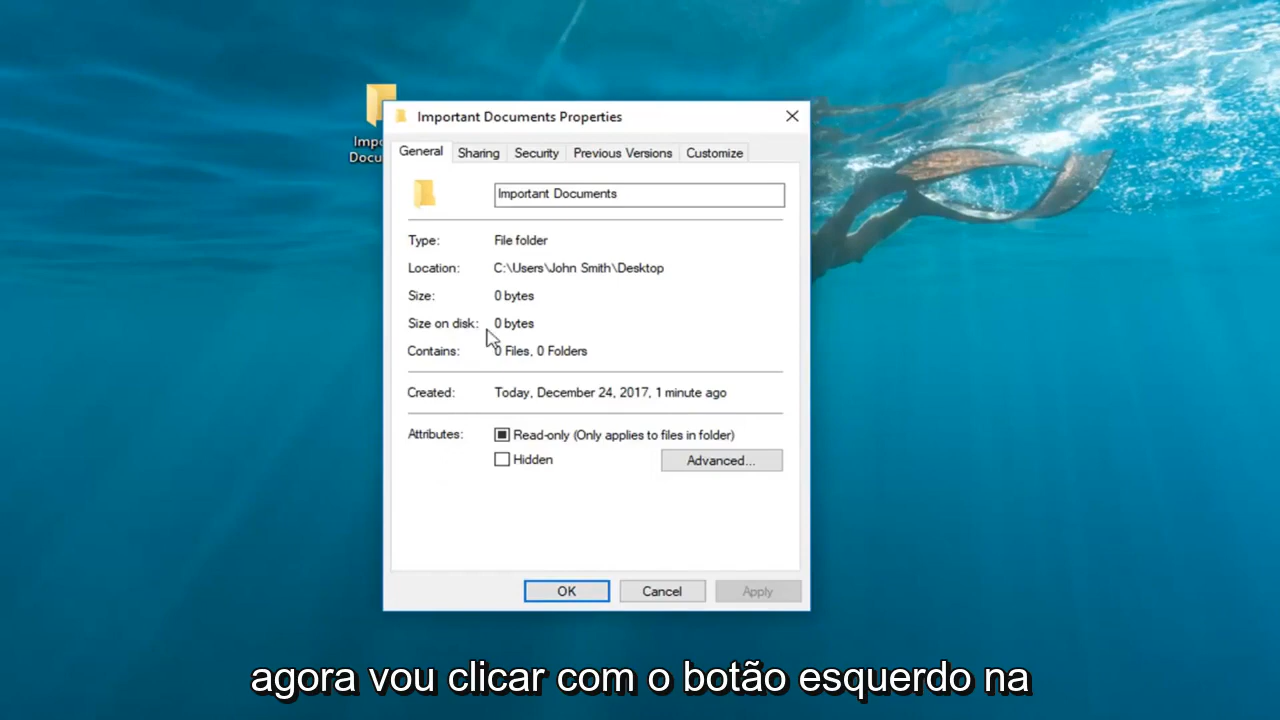 Important Documents Properties
General
Sharing
Security
Previous Versions
Customize
Important Documents
Type: File folder
Location: C:\Users\John Smith\Desktop
Size: 0 bytes
Size on disk: 0 bytes
Contains: 0 Files, 0 Folders
Created: Today, December 24, 2017, 1 minute ago
Attributes: Read-only (Only applies to files in folder)
Hidden
Advanced...
OK
Cancel
Apply
agora vou clicar com o botão esquerdo na